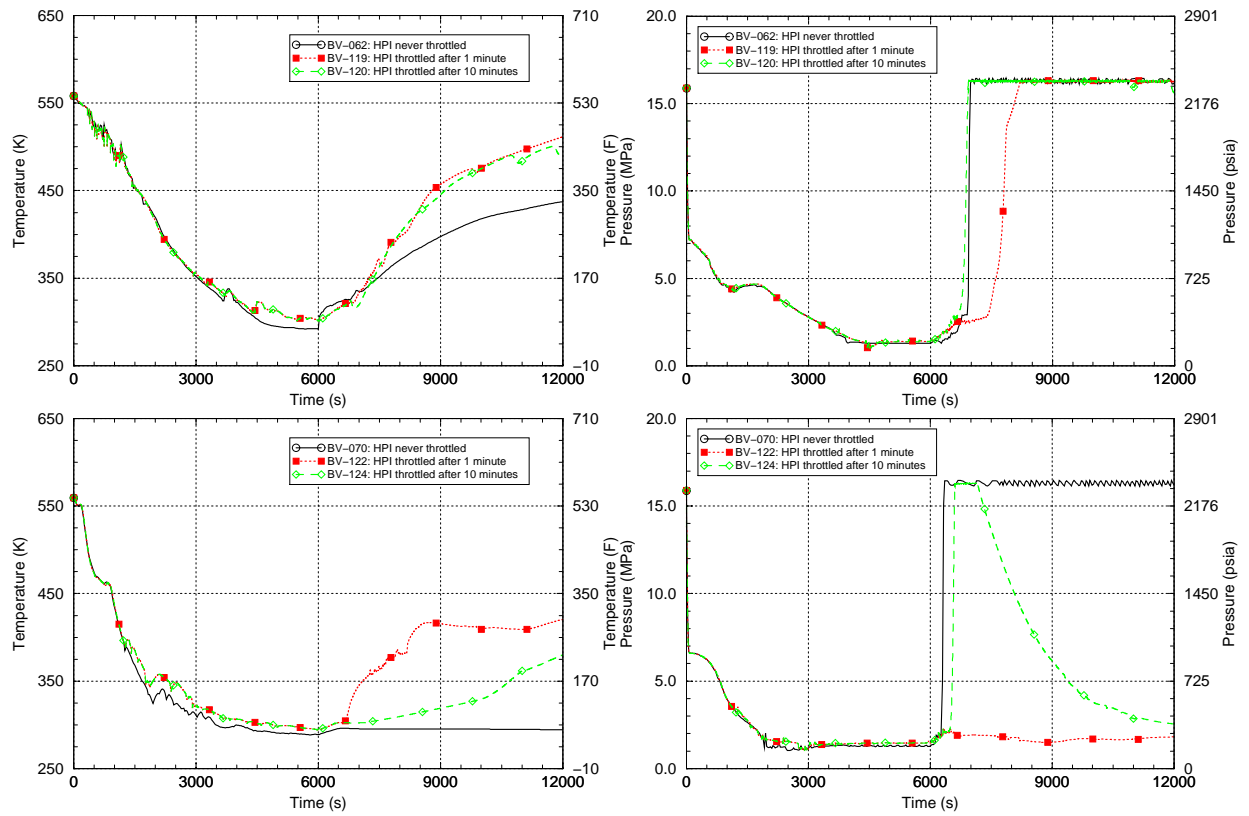 650
550
450
350
250
Temperature (K)
710
530
350
170
−10
Temperature (F)
0
3000
6000
9000
12000
Time (s)
BV−062: HPI never throttled
BV−119: HPI throttled after 1 minute
BV−120: HPI throttled after 10 minutes
20.0
15.0
10.0
5.0
0.0
Pressure (MPa)
2901
2176
1450
725
0
Pressure (psia)
0
3000
6000
9000
12000
Time (s)
BV−062: HPI never throttled
BV−119: HPI throttled after 1 minute
BV−120: HPI throttled after 10 minutes
650
550
450
350
250
Temperature (K)
710
530
350
170
−10
Temperature (F)
0
3000
6000
9000
12000
Time (s)
BV−070: HPI never throttled
BV−122: HPI throttled after 1 minute
BV−124: HPI throttled after 10 minutes
20.0
15.0
10.0
5.0
0.0
Pressure (MPa)
2901
2176
1450
725
0
Pressure (psia)
0
3000
6000
9000
12000
Time (s)
BV−070: HPI never throttled
BV−122: HPI throttled after 1 minute
BV−124: HPI throttled after 10 minutes